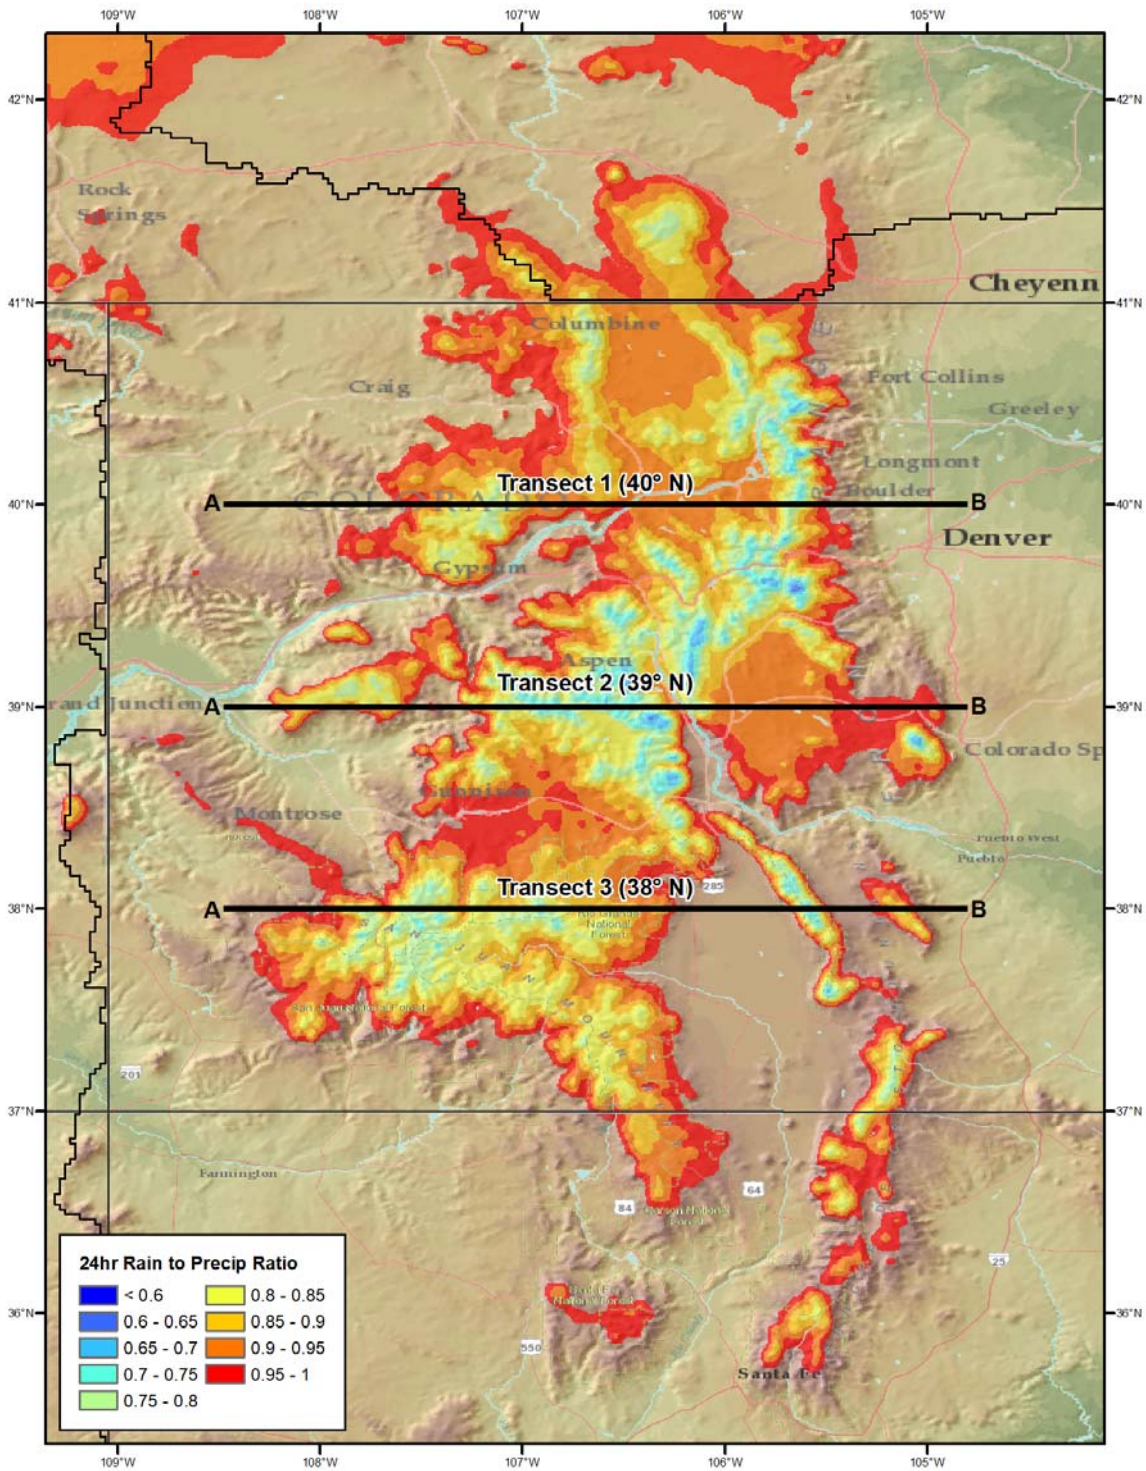 109°W 108°W 107°W 106°W 105°W
42°N 42°N
Rock
Springs
41°N 41°N
Cheyenn
Columbine
Craig
Fort Collins
Greeley
Longmont
Transect 1 (40° N)
COLORADO
Boulder
40°N A B 40°N
Denver
Gypsum
Aspen
Transect 2 (39° N)
rand Junction
39°N A B 39°N
Colorado Sp
Gunnison
Montrose
Pueblo West
Pueblo
285
Transect 3 (38° N)
38°N A B 38°N
Rio Grande
National
Forest
San Juan National Forest
201
37°N 37°N
Farmington
64
84
Carson National
Forest
25
24hr Rain to Precip Ratio
< 0.6 0.8 - 0.85
0.6 - 0.65 0.85 - 0.9
0.65 - 0.7 0.9 - 0.95
0.7 - 0.75 0.95 - 1
0.75 - 0.8
National Forest
36°N 36°N
550
Santa Fe
109°W 108°W 107°W 106°W 105°W